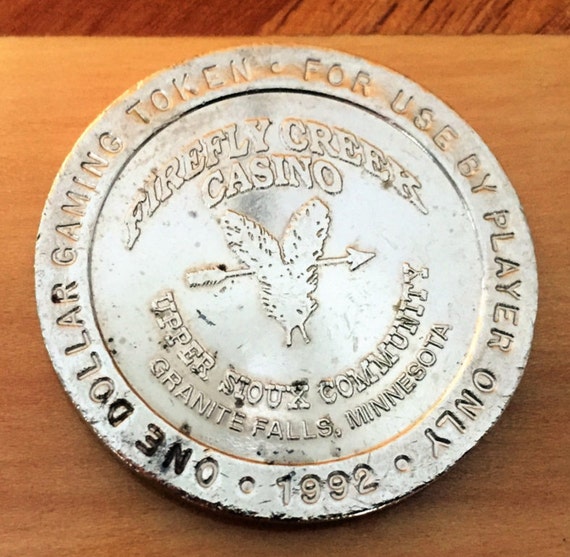 ONE DOLLAR GAMING TOKEN • FOR USE BY PLAYER ONLY • 1992 •
FIREFLY CREEK
CASINO
UPPER SIOUX COMMUNITY
GRANITE FALLS, MINNESOTA